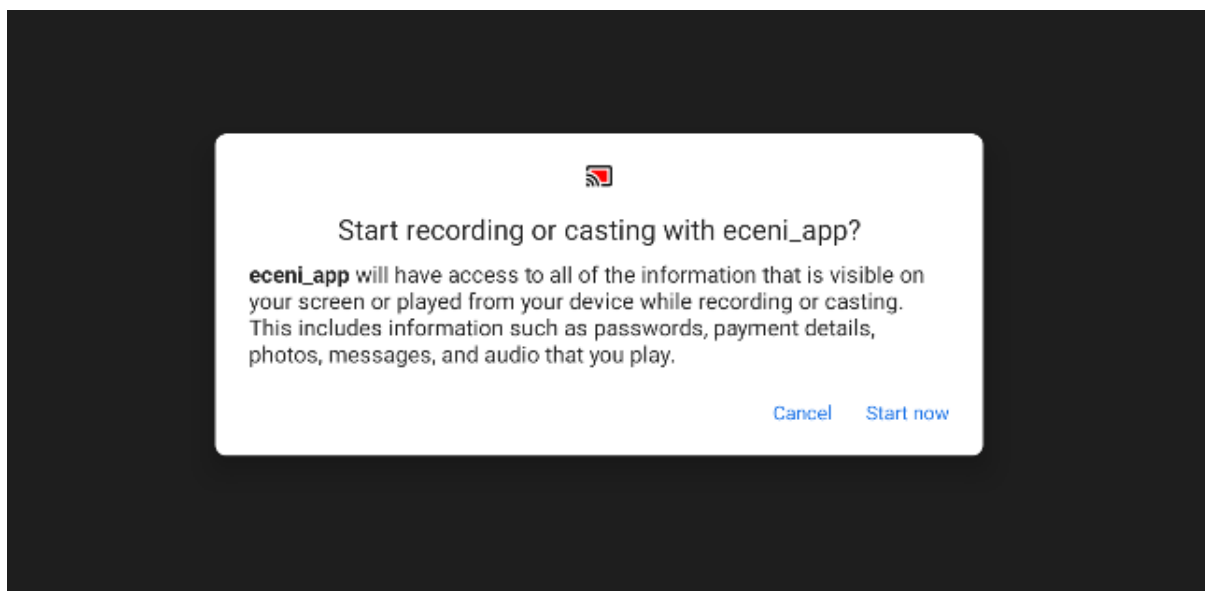 Start recording or casting with eceni_app?
eceni_app will have access to all of the information that is visible on
your screen or played from your device while recording or casting.
This includes information such as passwords, payment details,
photos, messages, and audio that you play.
Cancel Start now